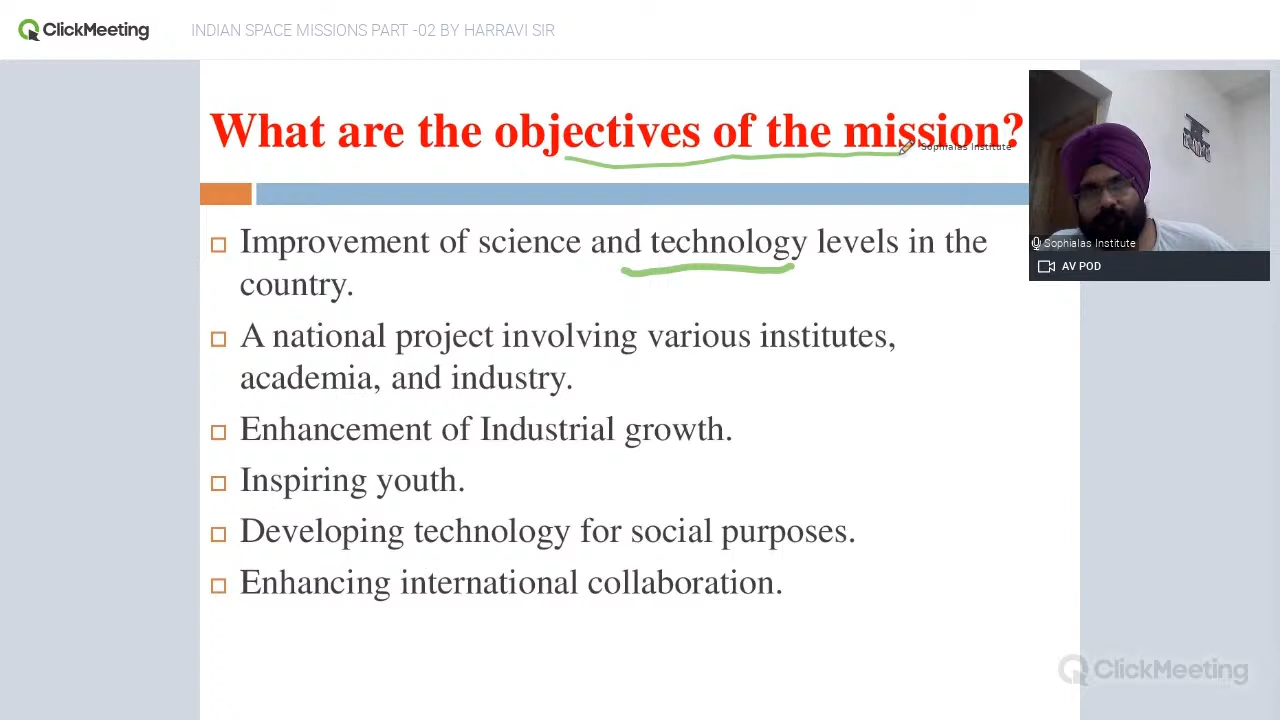 ClickMeeting
INDIAN SPACE MISSIONS PART -02 BY HARRAVI SIR
What are the objectives of the mission?
Sophialas Institute
Improvement of science and technology levels in the
country.
A national project involving various institutes,
academia, and industry.
Enhancement of Industrial growth.
Inspiring youth.
Developing technology for social purposes.
Enhancing international collaboration.
Sophialas Institute
AV POD
ClickMeeting